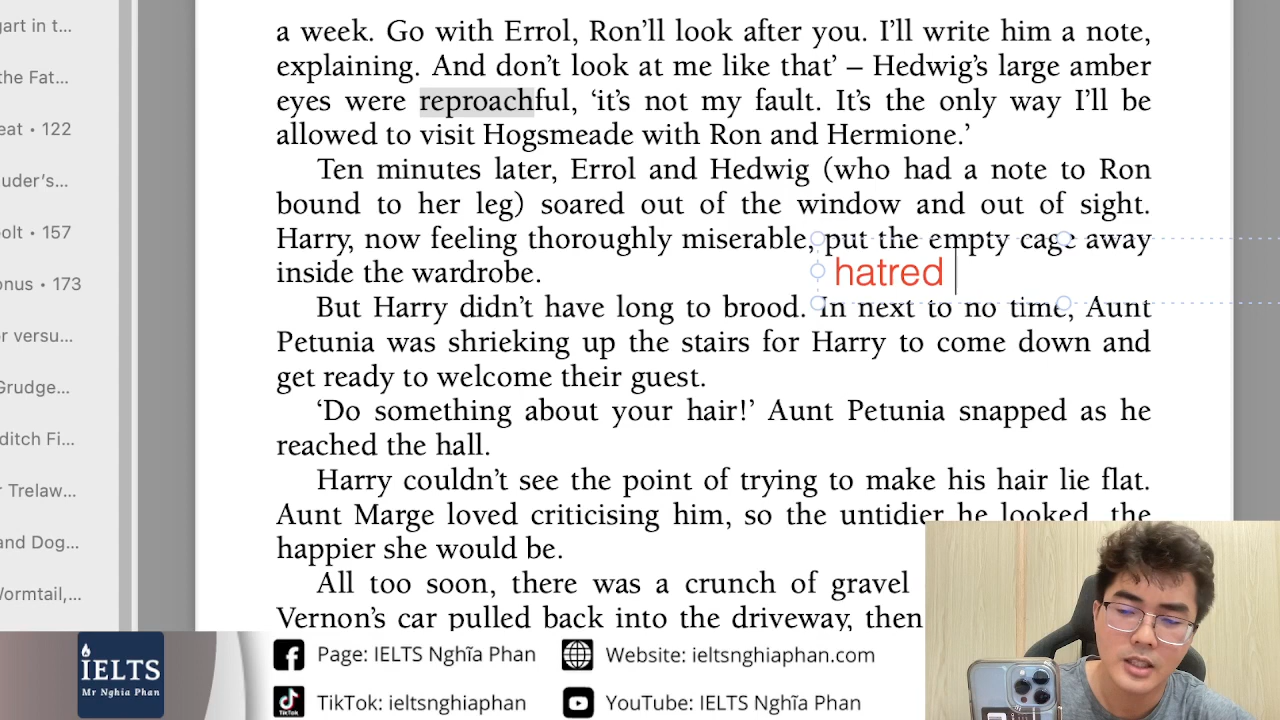 art in t...
the Fat...
eat • 122
uder's...
olt • 157
onus • 173
r versu...
Grudge...
ditch Fi...
r Trelaw...
and Dog...
Wormtail,...
a week. Go with Errol, Ron'll look after you. I'll write him a note,
explaining. And don't look at me like that' – Hedwig's large amber
eyes were reproachful, 'it's not my fault. It's the only way I'll be
allowed to visit Hogsmeade with Ron and Hermione.'
Ten minutes later, Errol and Hedwig (who had a note to Ron
bound to her leg) soared out of the window and out of sight.
Harry, now feeling thoroughly miserable, put the empty cage away
inside the wardrobe.
hatred
But Harry didn't have long to brood. In next to no time, Aunt
Petunia was shrieking up the stairs for Harry to come down and
get ready to welcome their guest.
'Do something about your hair!' Aunt Petunia snapped as he
reached the hall.
Harry couldn't see the point of trying to make his hair lie flat.
Aunt Marge loved criticising him, so the untidier he looked, the
happier she would be.
All too soon, there was a crunch of gravel
Vernon's car pulled back into the driveway, then
IELTS
Mr Nghia Phan
Page: IELTS Nghĩa Phan
Website: ieltsnghiaphan.com
TikTok: ieltsnghiaphan
YouTube: IELTS Nghĩa Phan